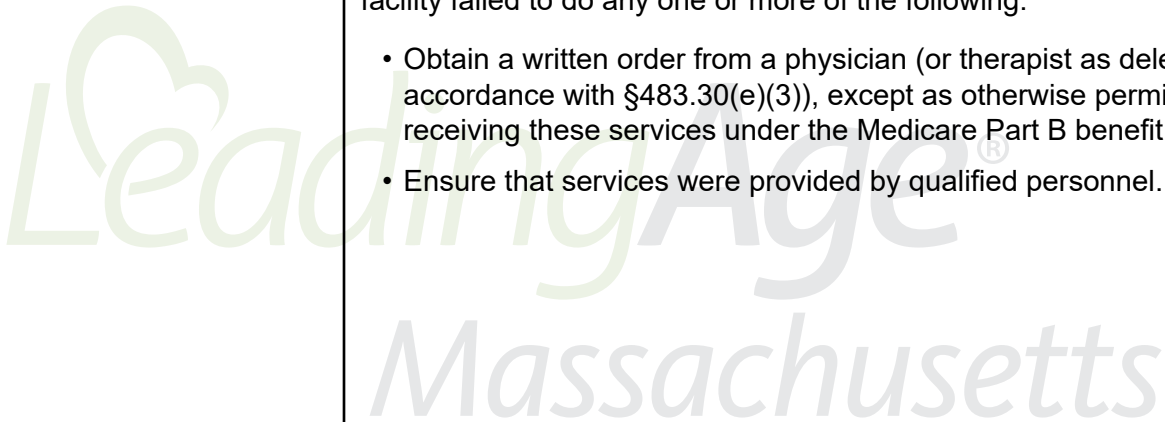 facility failed to do any one or more of the following:
• Obtain a written order from a physician (or therapist as dele
accordance with §483.30(e)(3)), except as otherwise permi
receiving these services under the Medicare Part B benefit
• Ensure that services were provided by qualified personnel.
LeadingAge®
Massachusetts